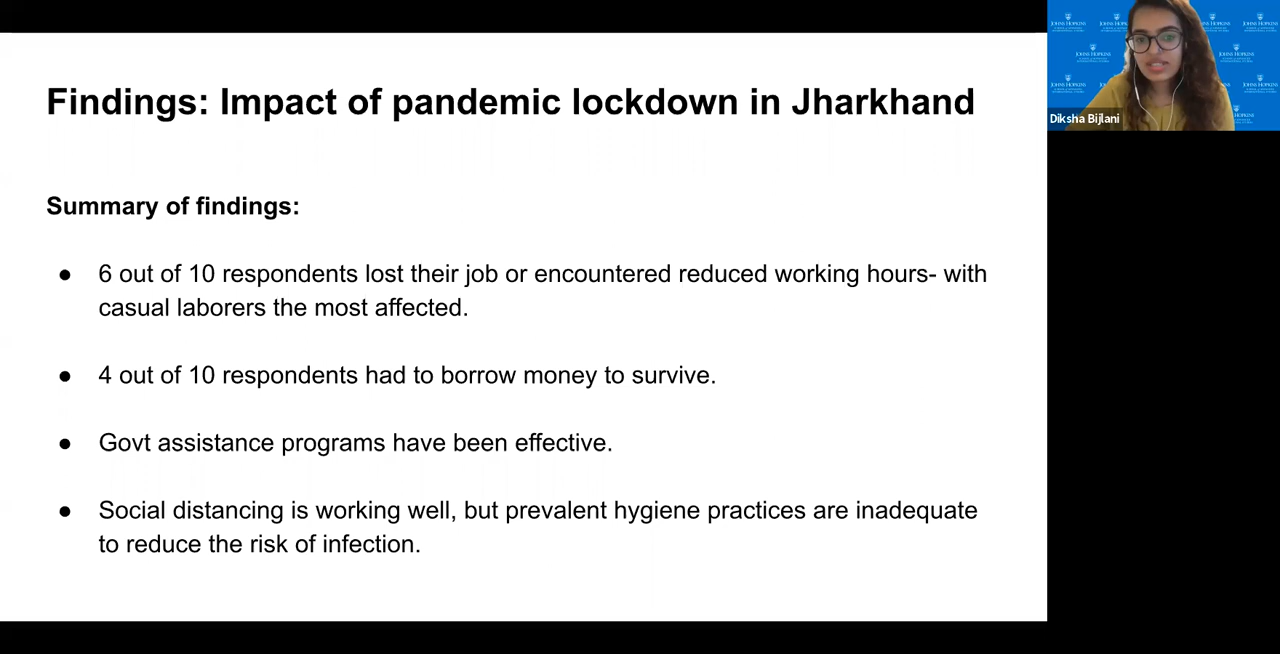 Findings: Impact of pandemic lockdown in Jharkhand
Summary of findings:
● 6 out of 10 respondents lost their job or encountered reduced working hours- with
casual laborers the most affected.
● 4 out of 10 respondents had to borrow money to survive.
● Govt assistance programs have been effective.
● Social distancing is working well, but prevalent hygiene practices are inadequate
to reduce the risk of infection.
JOHNS HOPKINS
Diksha Bijlani